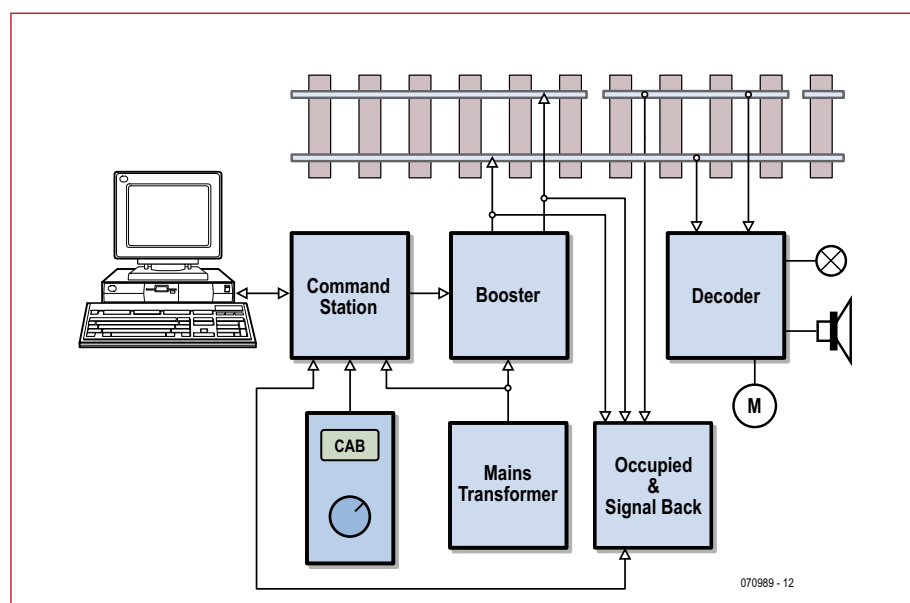 Command
Station
Booster
Decoder
M
CAB
Mains
Transformer
Occupied
&
Signal Back
070989 - 12